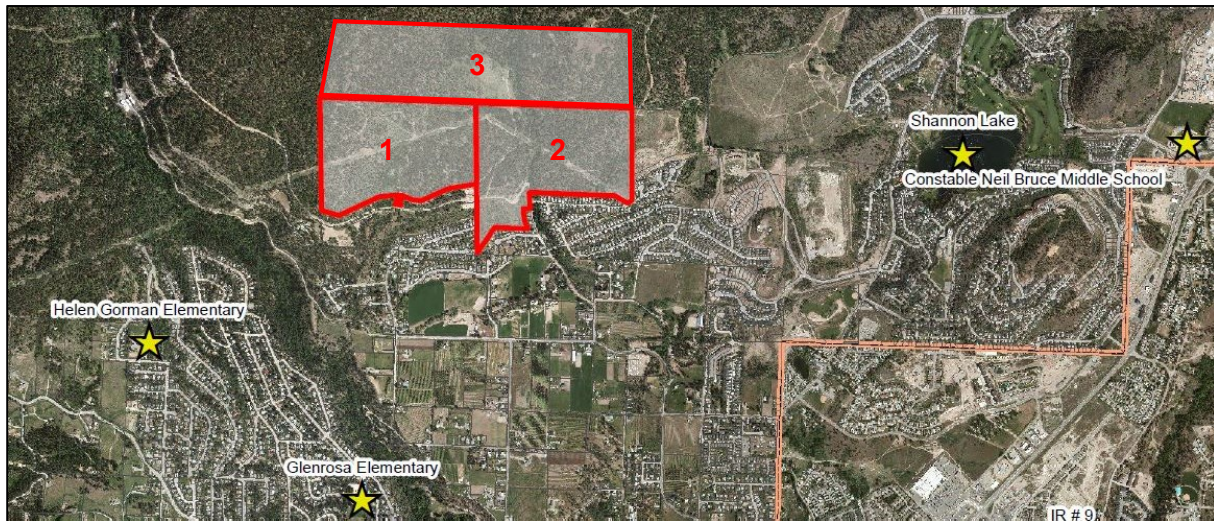 3
1
2
Shannon Lake
Constable Neil Bruce Middle School
Helen Gorman Elementary
Glenrosa Elementary
IR # 9